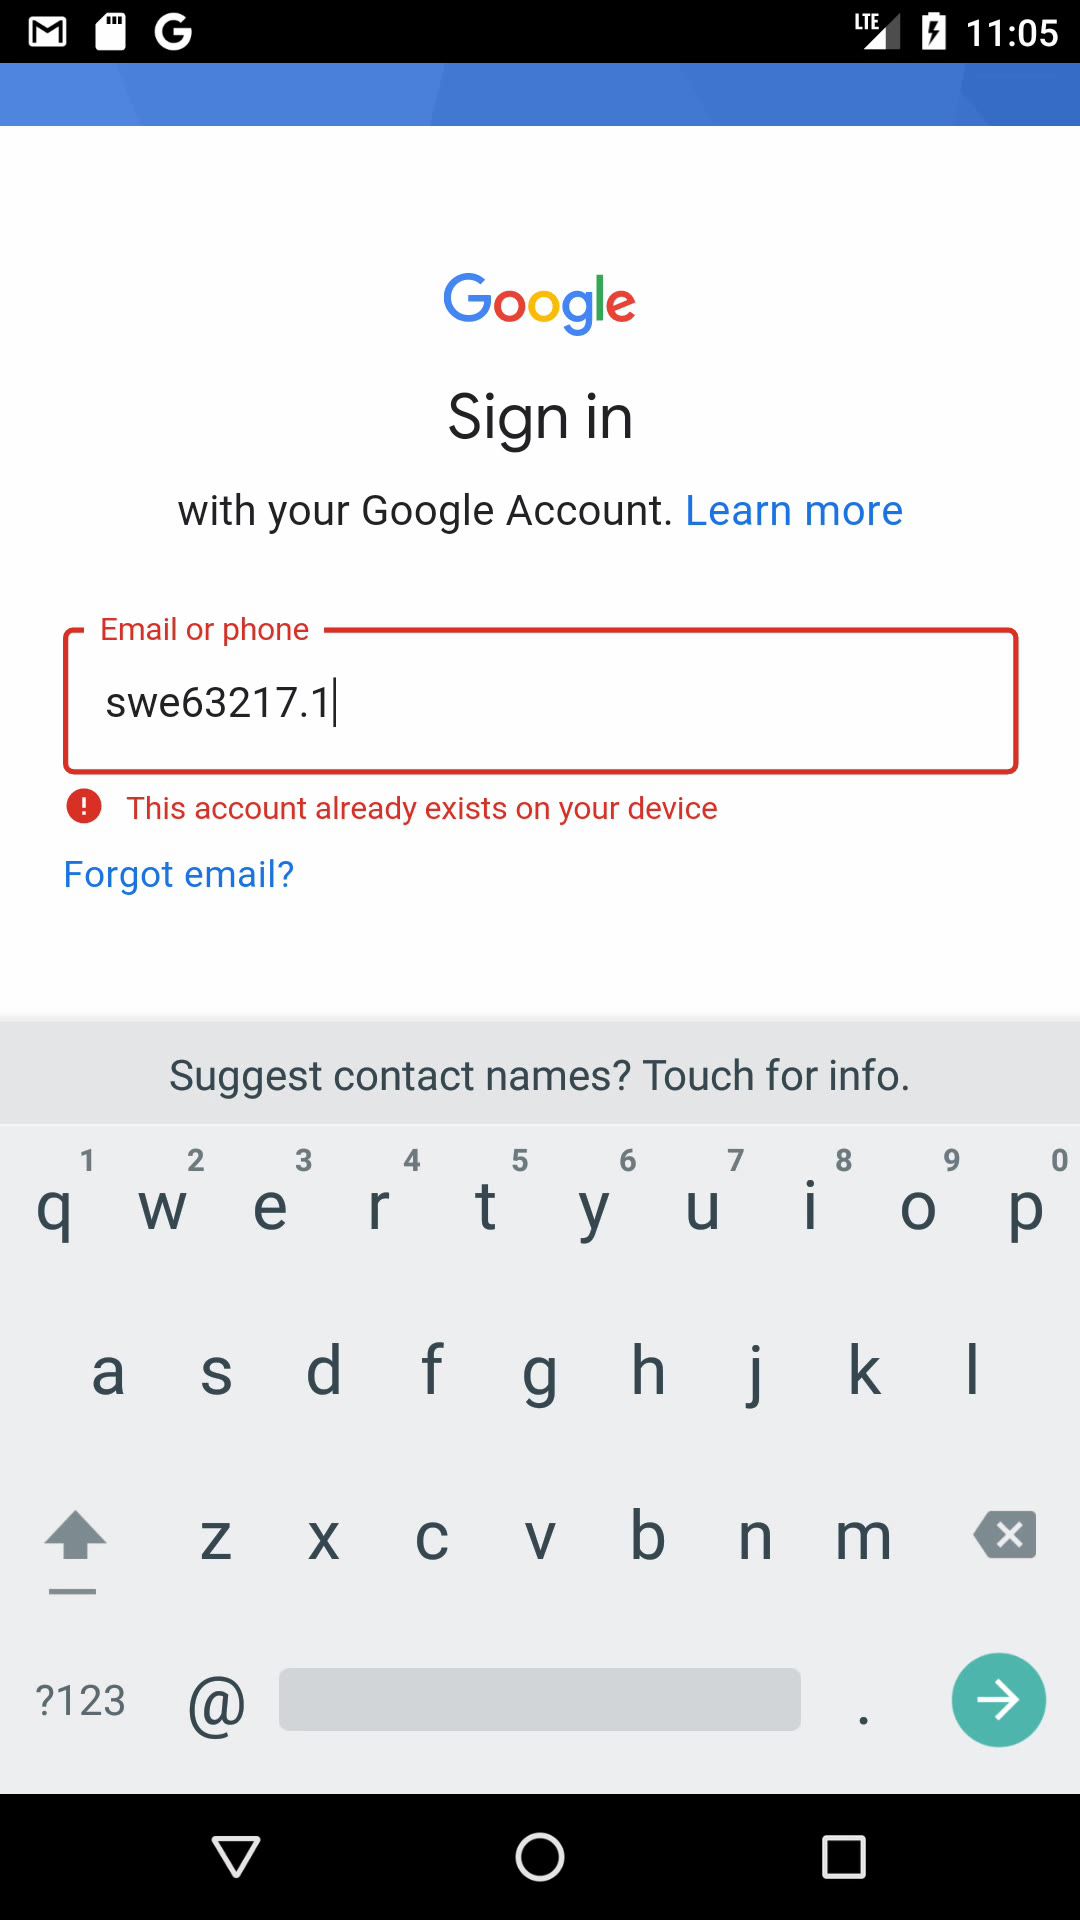 LTE 11:05
Google
Sign in
with your Google Account. Learn more
Email or phone
swe63217.1
This account already exists on your device
Forgot email?
Suggest contact names? Touch for info.
1 2 3 4 5 6 7 8 9 0
q w e r t y u i o p
a s d f g h j k l
z x c v b n m
?123 @ .